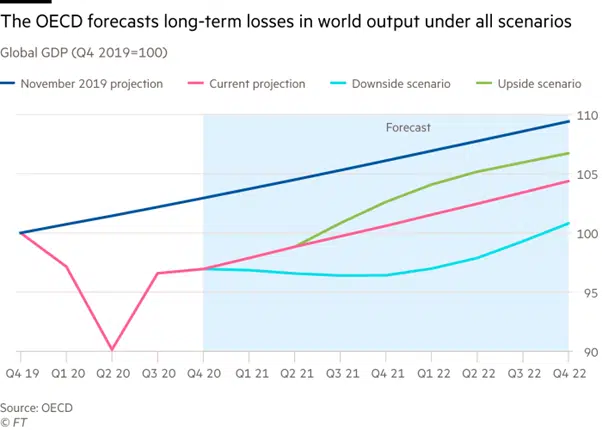 The OECD forecasts long-term losses in world output under all scenarios
Global GDP (Q4 2019=100)
November 2019 projection Current projection Downside scenario Upside scenario
Forecast
110
105
100
95
90
Q4 19 Q1 20 Q2 20 Q3 20 Q4 20 Q1 21 Q2 21 Q3 21 Q4 21 Q1 22 Q2 22 Q3 22 Q4 22
Source: OECD
© FT